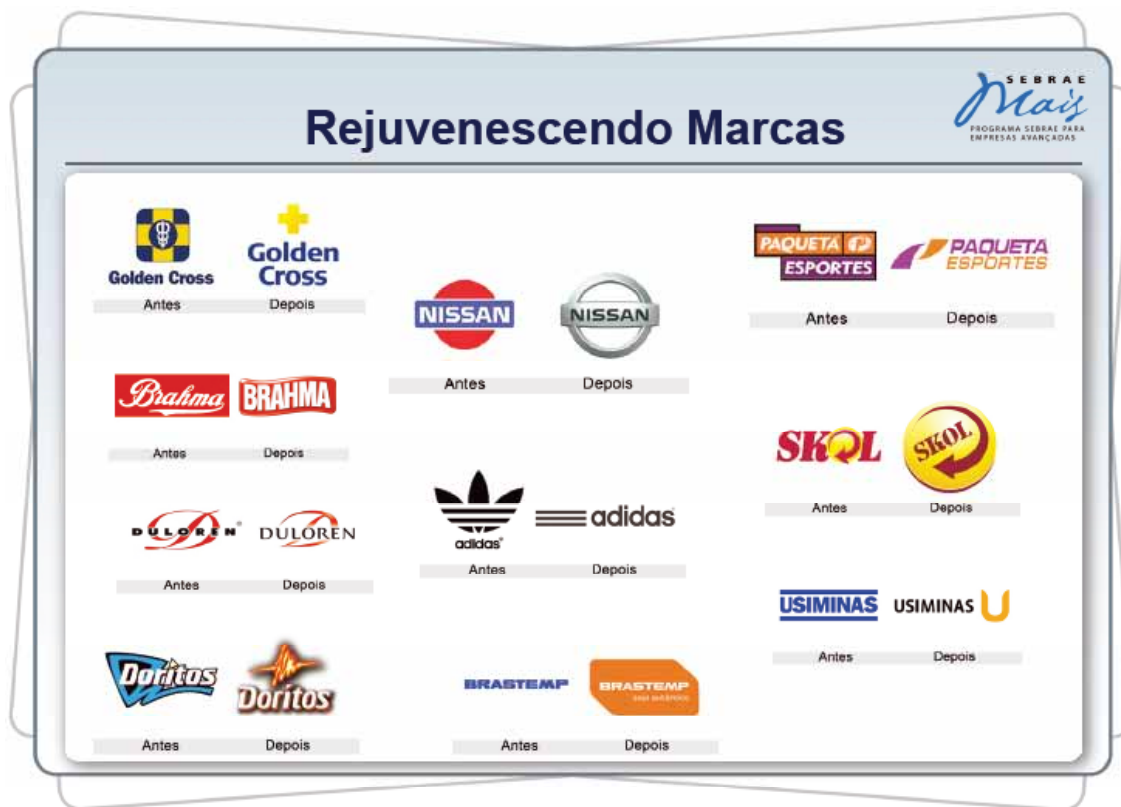 SEBRAE
Mais
PROGRAMA SEBRAE PARA
EMPRESAS AVANÇADAS
Rejuvenescendo Marcas
Golden Cross
Golden
Cross
Antes Depois
NISSAN NISSAN
Antes Depois
PAQUETÁ
ESPORTES
PAQUETA
ESPORTES
Antes Depois
Brahma BRAHMA
Antes Depois
SKOL SKOL
Antes Depois
DULOREN® DULOREN
Antes Depois
adidas® adidas
Antes Depois
USIMINAS USIMINAS U
Antes Depois
Doritos Doritos
Antes Depois
BRASTEMP BRASTEMP
Antes Depois